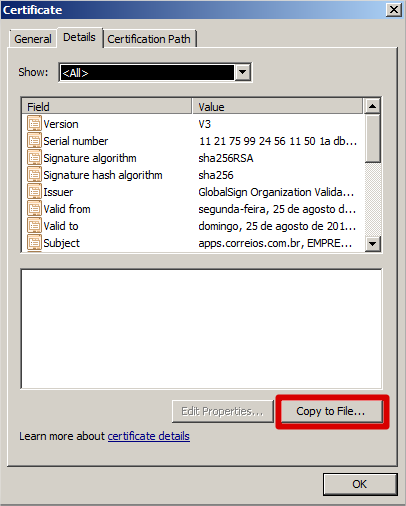 Certificate
General Details Certification Path
Show: <All>
Field Value
Version V3
Serial number 11 21 75 99 24 56 11 50 1a db...
Signature algorithm sha256RSA
Signature hash algorithm sha256
Issuer GlobalSign Organization Valida...
Valid from segunda-feira, 25 de agosto d...
Valid to domingo, 25 de agosto de 201...
Subject apps.correios.com.br, EMPRE...
Edit Properties... Copy to File...
Learn more about certificate details
OK